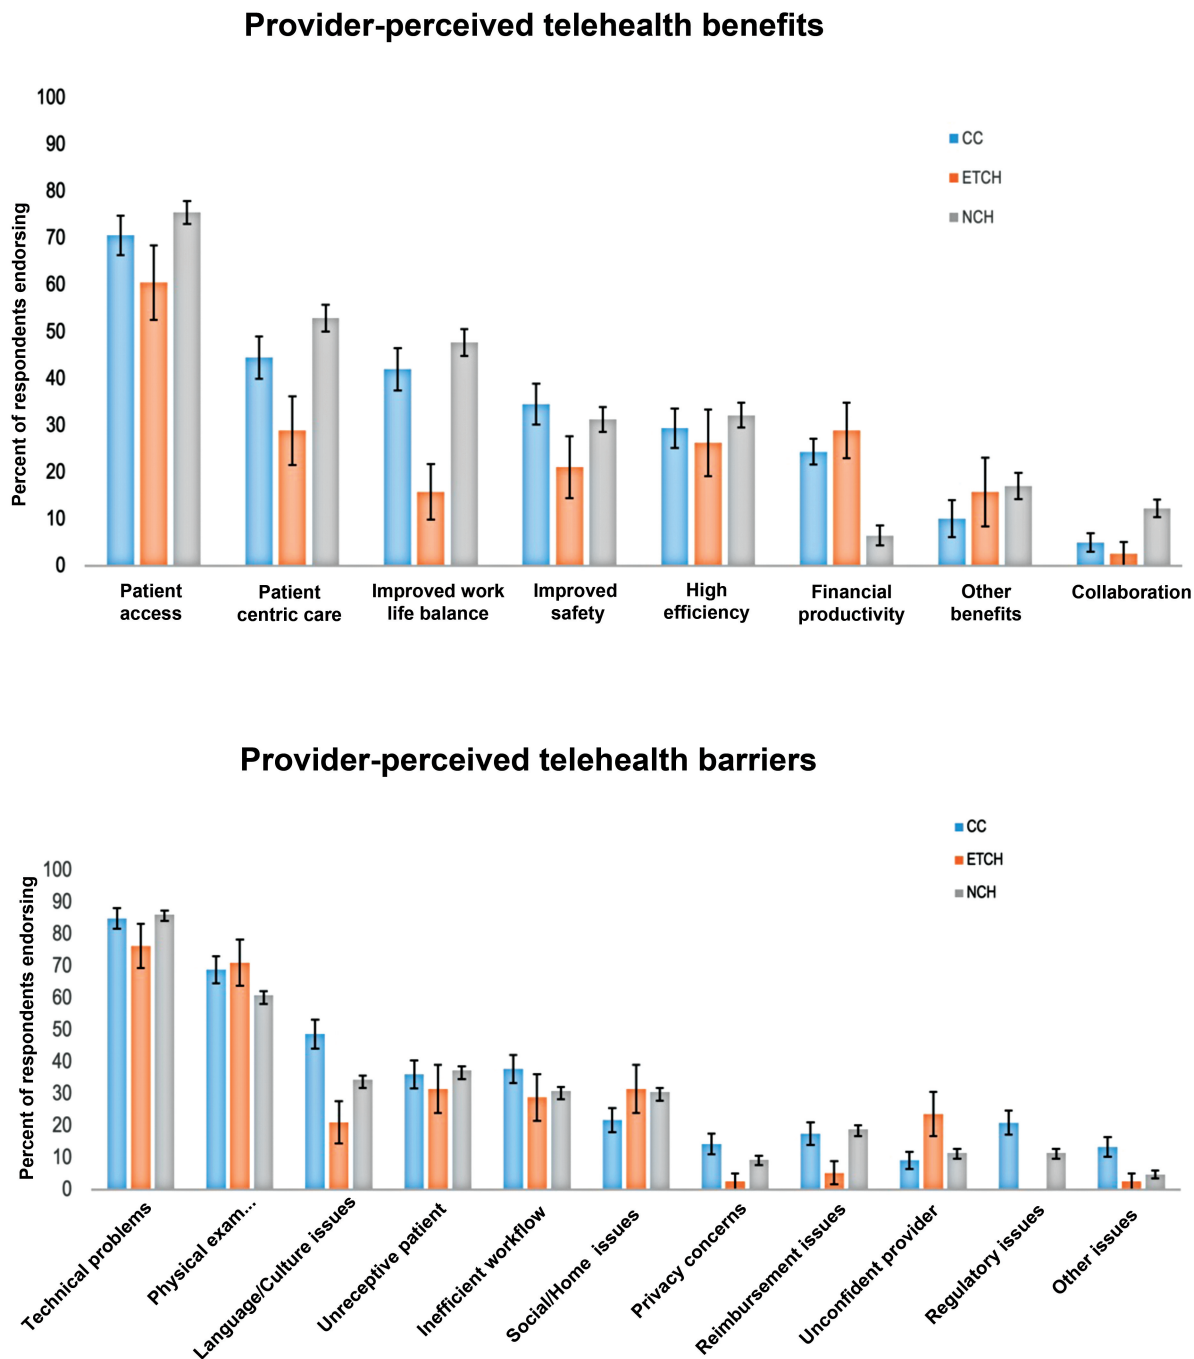 Provider-perceived telehealth benefits
Percent of respondents endorsing
100
90
80
70
60
50
40
30
20
10
0
CC
ETCH
NCH
Patient
access
Patient
centric care
Improved work
life balance
Improved
safety
High
efficiency
Financial
productivity
Other
benefits
Collaboration
Provider-perceived telehealth barriers
Percent of respondents endorsing
100
90
80
70
60
50
40
30
20
10
0
CC
ETCH
NCH
Technical problems
Physical exam...
Language/Culture issues
Unreceptive patient
Inefficient workflow
Social/Home issues
Privacy concerns
Reimbursement issues
Unconfident provider
Regulatory issues
Other issues